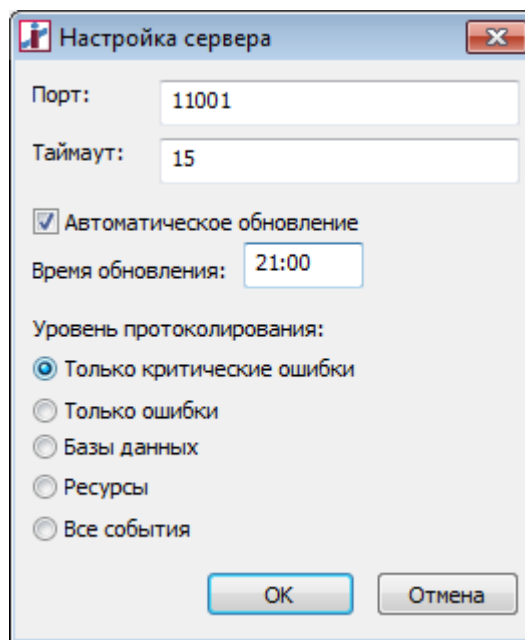 Настройка сервера
Порт: 11001
Таймаут: 15
Автоматическое обновление
Время обновления: 21:00
Уровень протоколирования:
Только критические ошибки
Только ошибки
Базы данных
Ресурсы
Все события
OK Отмена